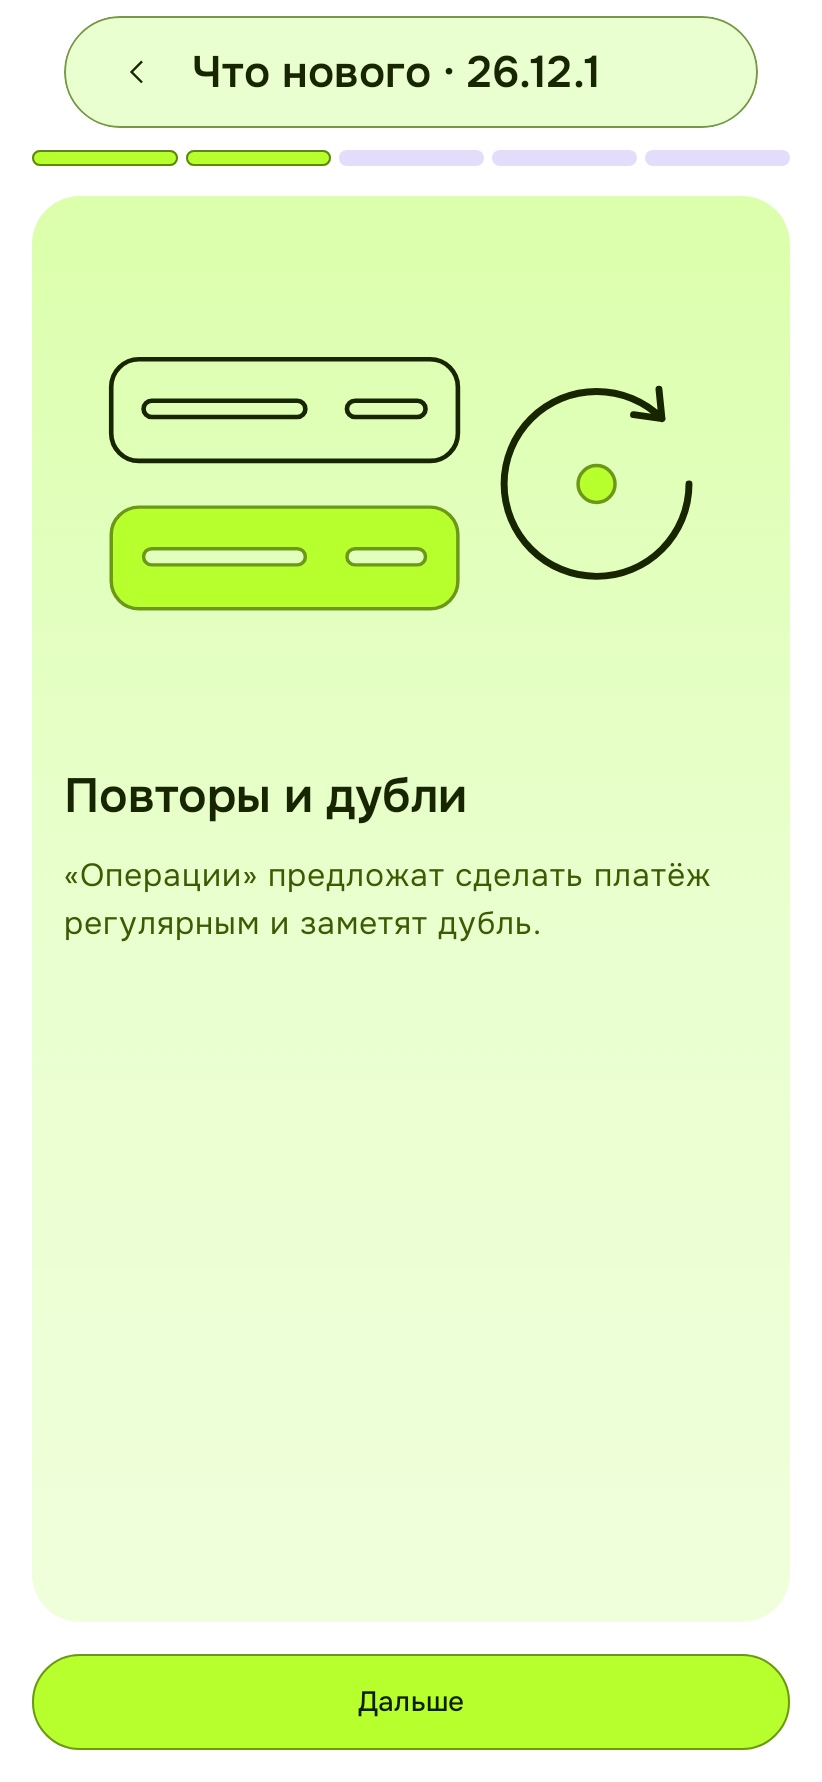 Что нового · 26.12.1
Повторы и дубли
«Операции» предложат сделать платёж
регулярным и заметят дубль.
Дальше